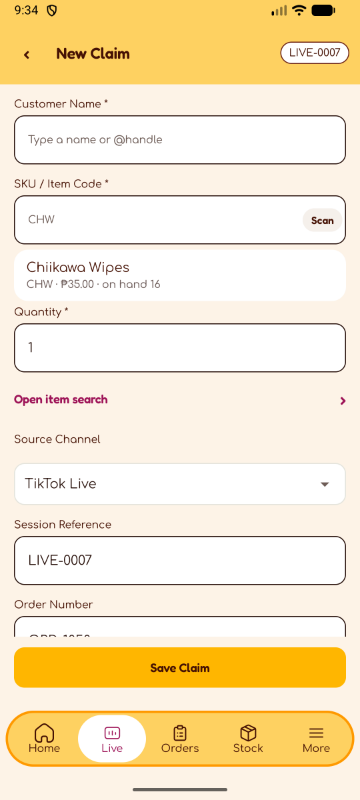 9:34
New Claim
LIVE-0007
Customer Name *
Type a name or @handle
SKU / Item Code *
CHW
Scan
Chiikawa Wipes
CHW · ₱35.00 · on hand 16
Quantity *
1
Open item search
Source Channel
TikTok Live
Session Reference
LIVE-0007
Order Number
Save Claim
Home
Live
Orders
Stock
More